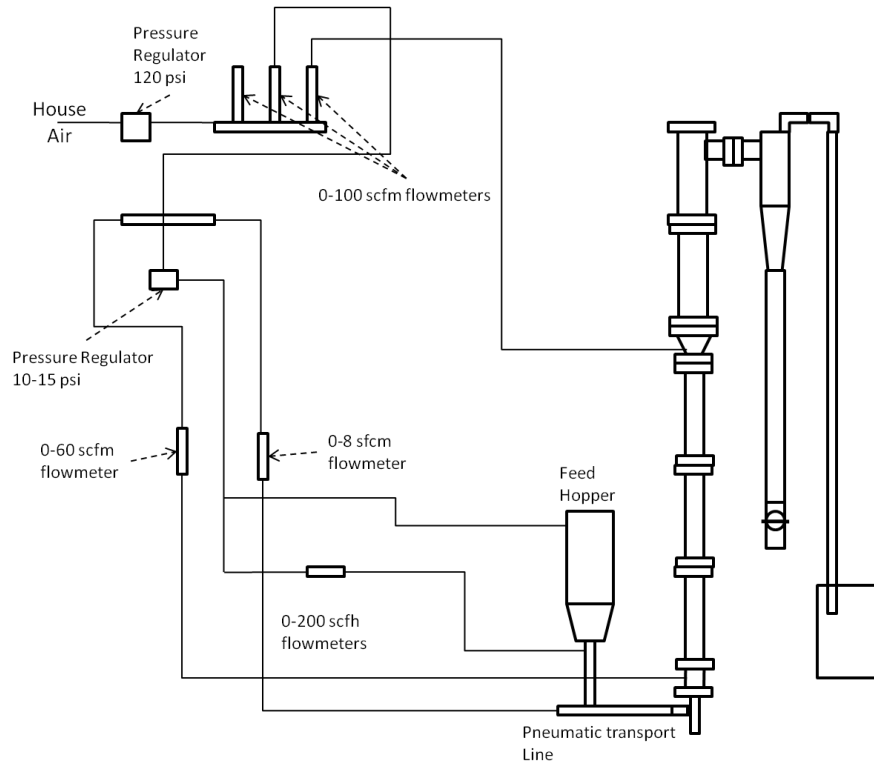 Pressure
Regulator
120 psi
House
Air
0-100 scfm flowmeters
Pressure Regulator
10-15 psi
0-60 scfm
flowmeter
0-8 sfcm
flowmeter
Feed
Hopper
0-200 scfh
flowmeters
Pneumatic transport
Line